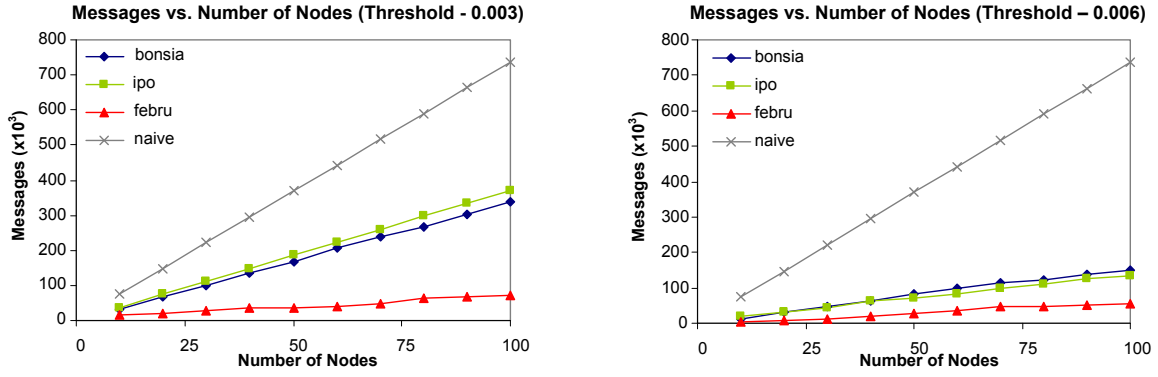 Messages vs. Number of Nodes (Threshold - 0.003)
800
700
600
500
400
300
200
100
0
Messages (x10³)
bonsia
ipo
febru
naive
0
25
50
75
100
Number of Nodes
Messages vs. Number of Nodes (Threshold – 0.006)
800
700
600
500
400
300
200
100
0
Messages (x10³)
bonsia
ipo
febru
naive
0
25
50
75
100
Number of Nodes